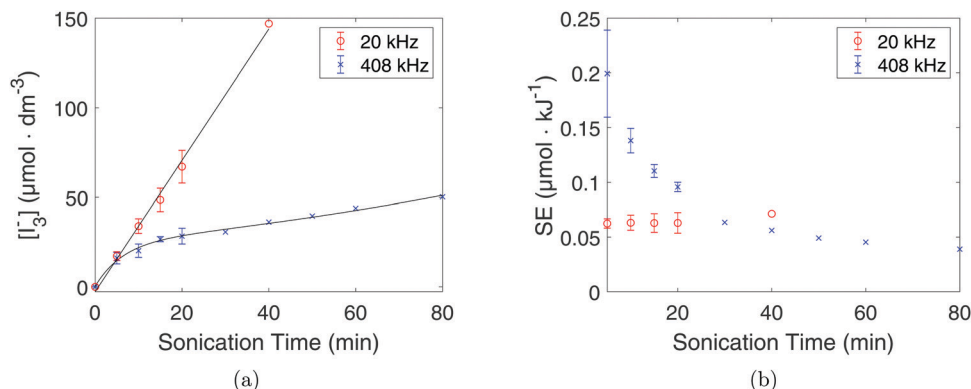 150
100
50
0
[I₃⁻] (µmol · dm⁻³)
20 kHz
408 kHz
0 20 40 60 80
Sonication Time (min)
(a)
0.25
0.2
0.15
0.1
0.05
0
SE (µmol · kJ⁻¹)
20 kHz
408 kHz
20 40 60 80
Sonication Time (min)
(b)